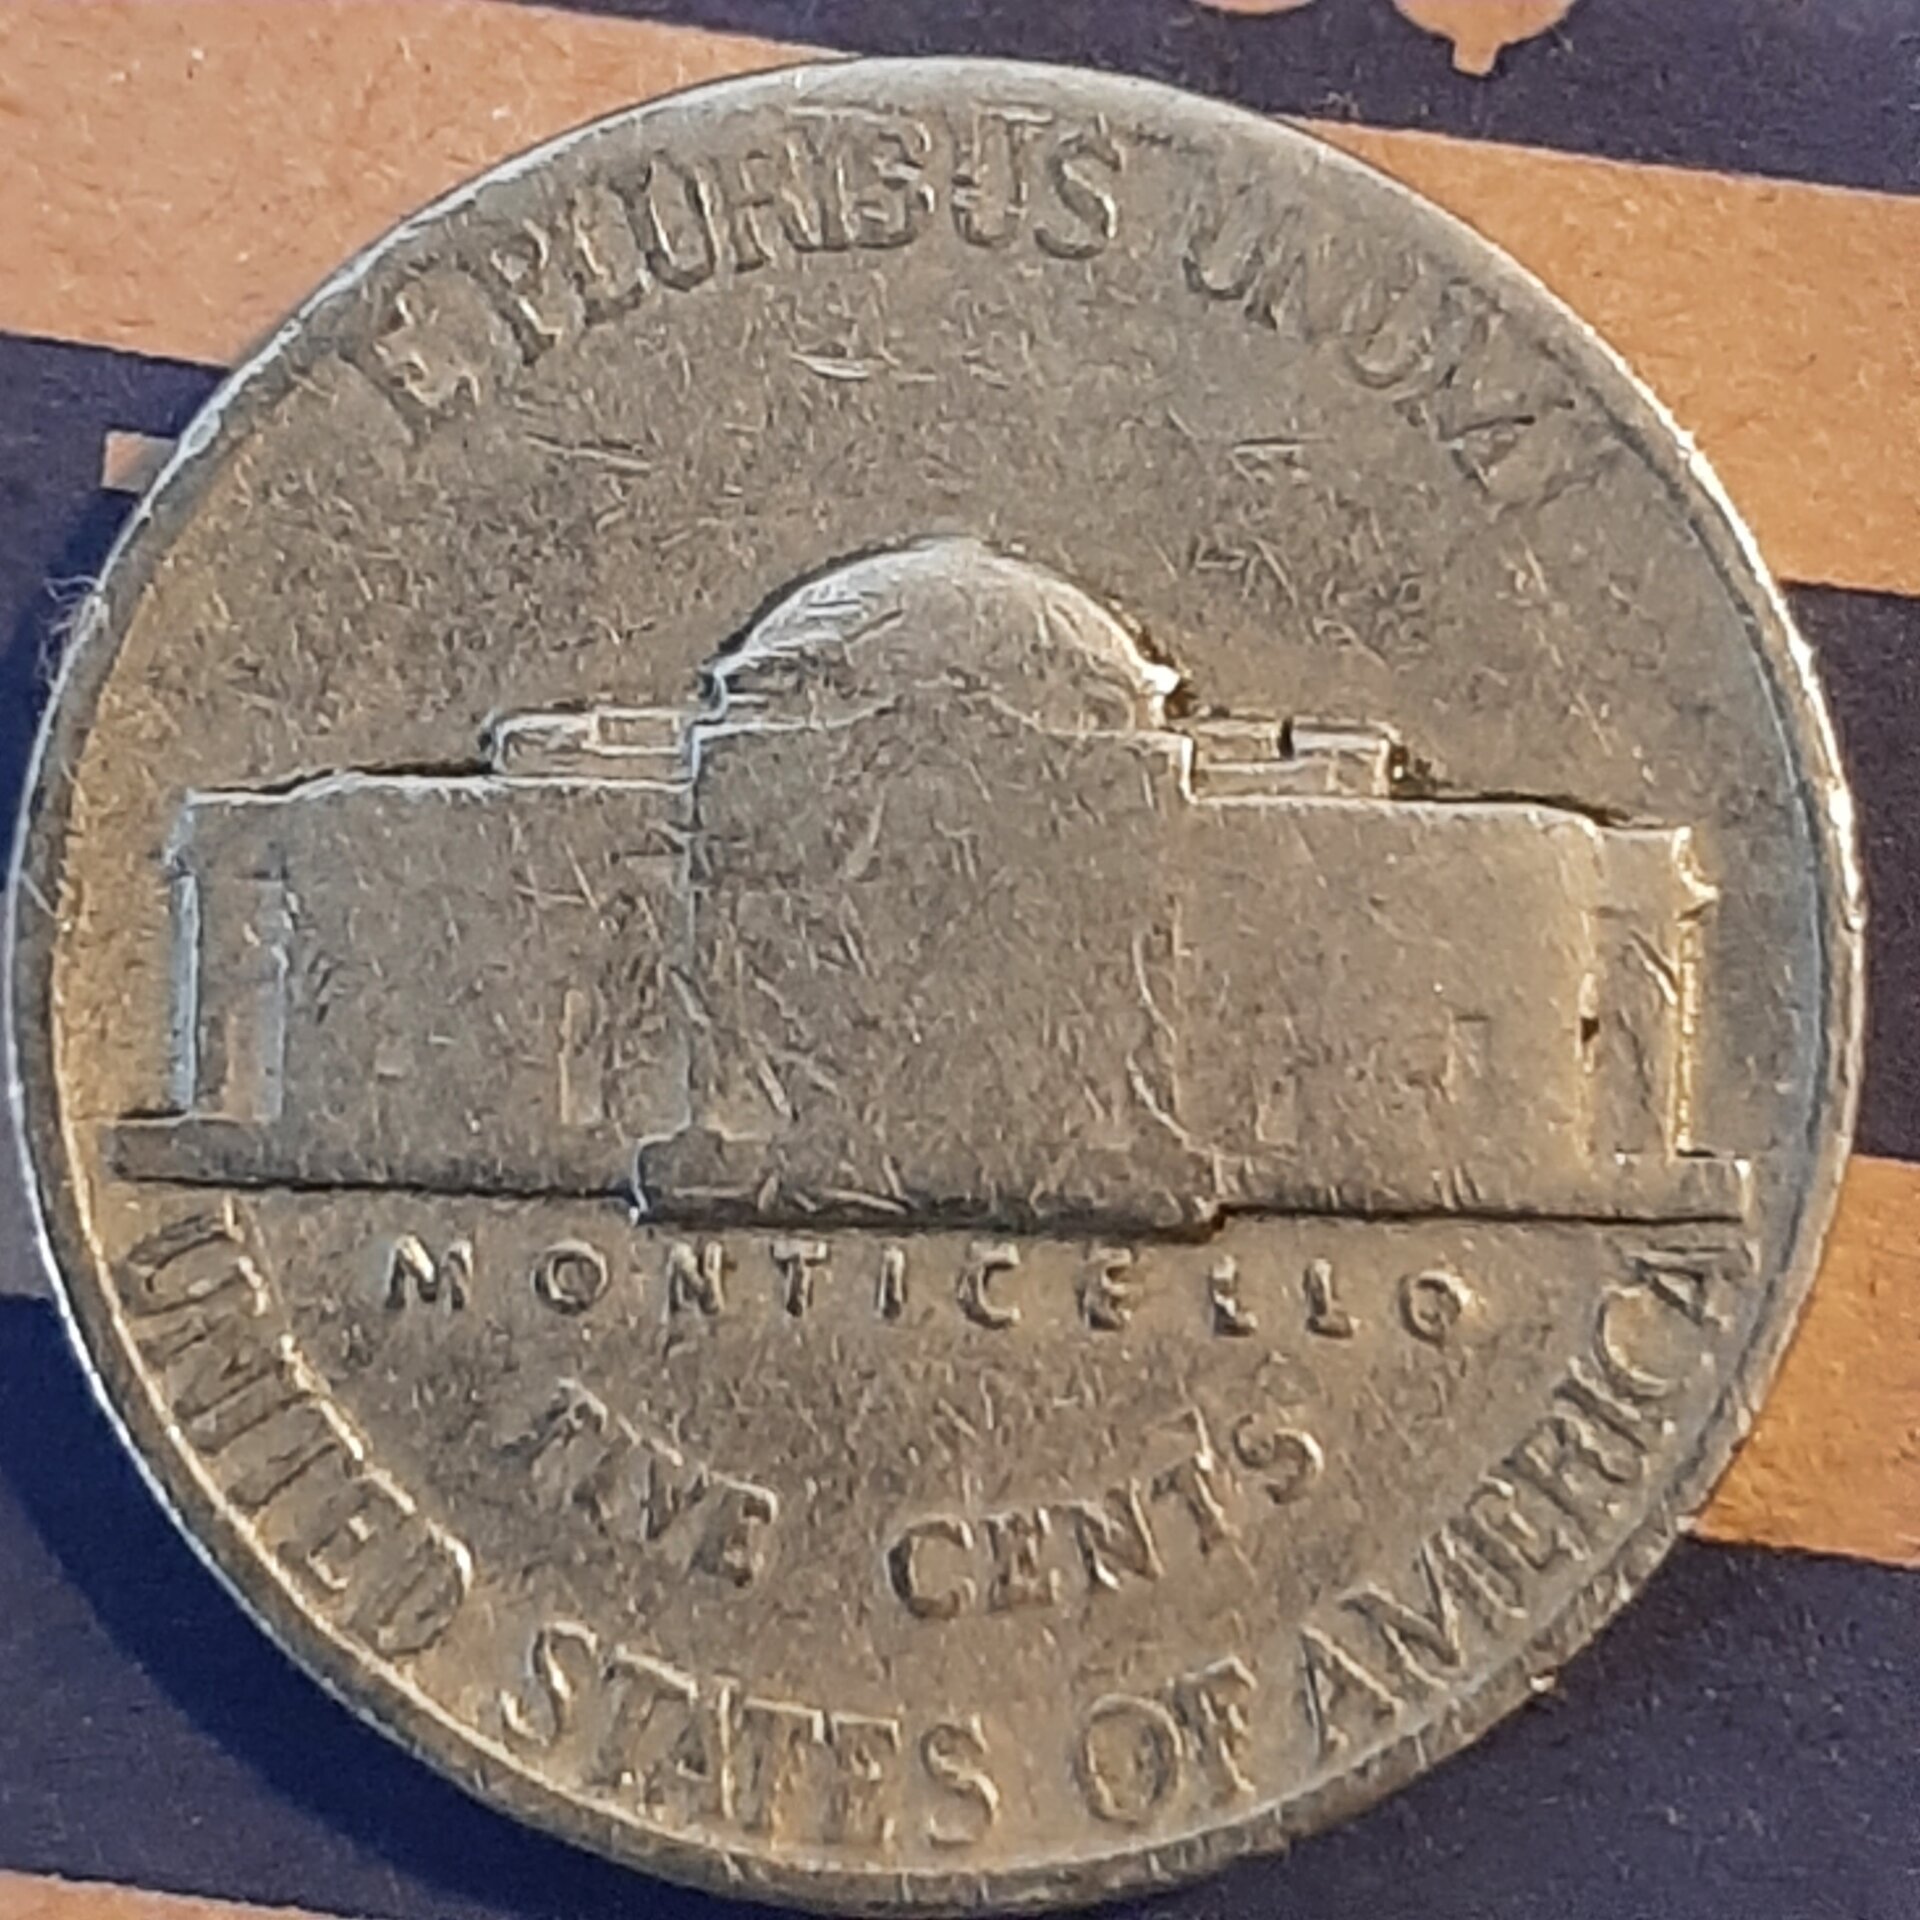 E PLURIBUS UNUM
MONTICELLO
FIVE CENTS
UNITED STATES OF AMERICA